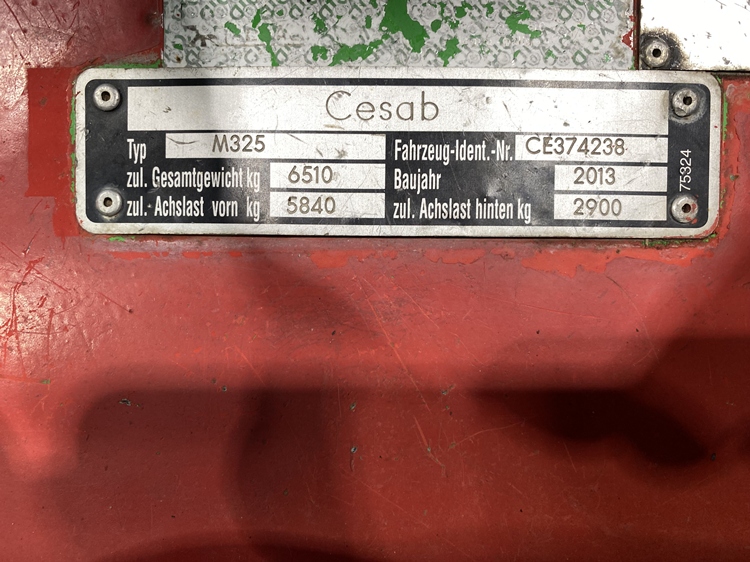 Cesab
Typ M325 Fahrzeug-Ident.-Nr. CE374238
zul. Gesamtgewicht kg 6510 Baujahr 2013
zul. Achslast vorn kg 5840 zul. Achslast hinten kg 2900
75324